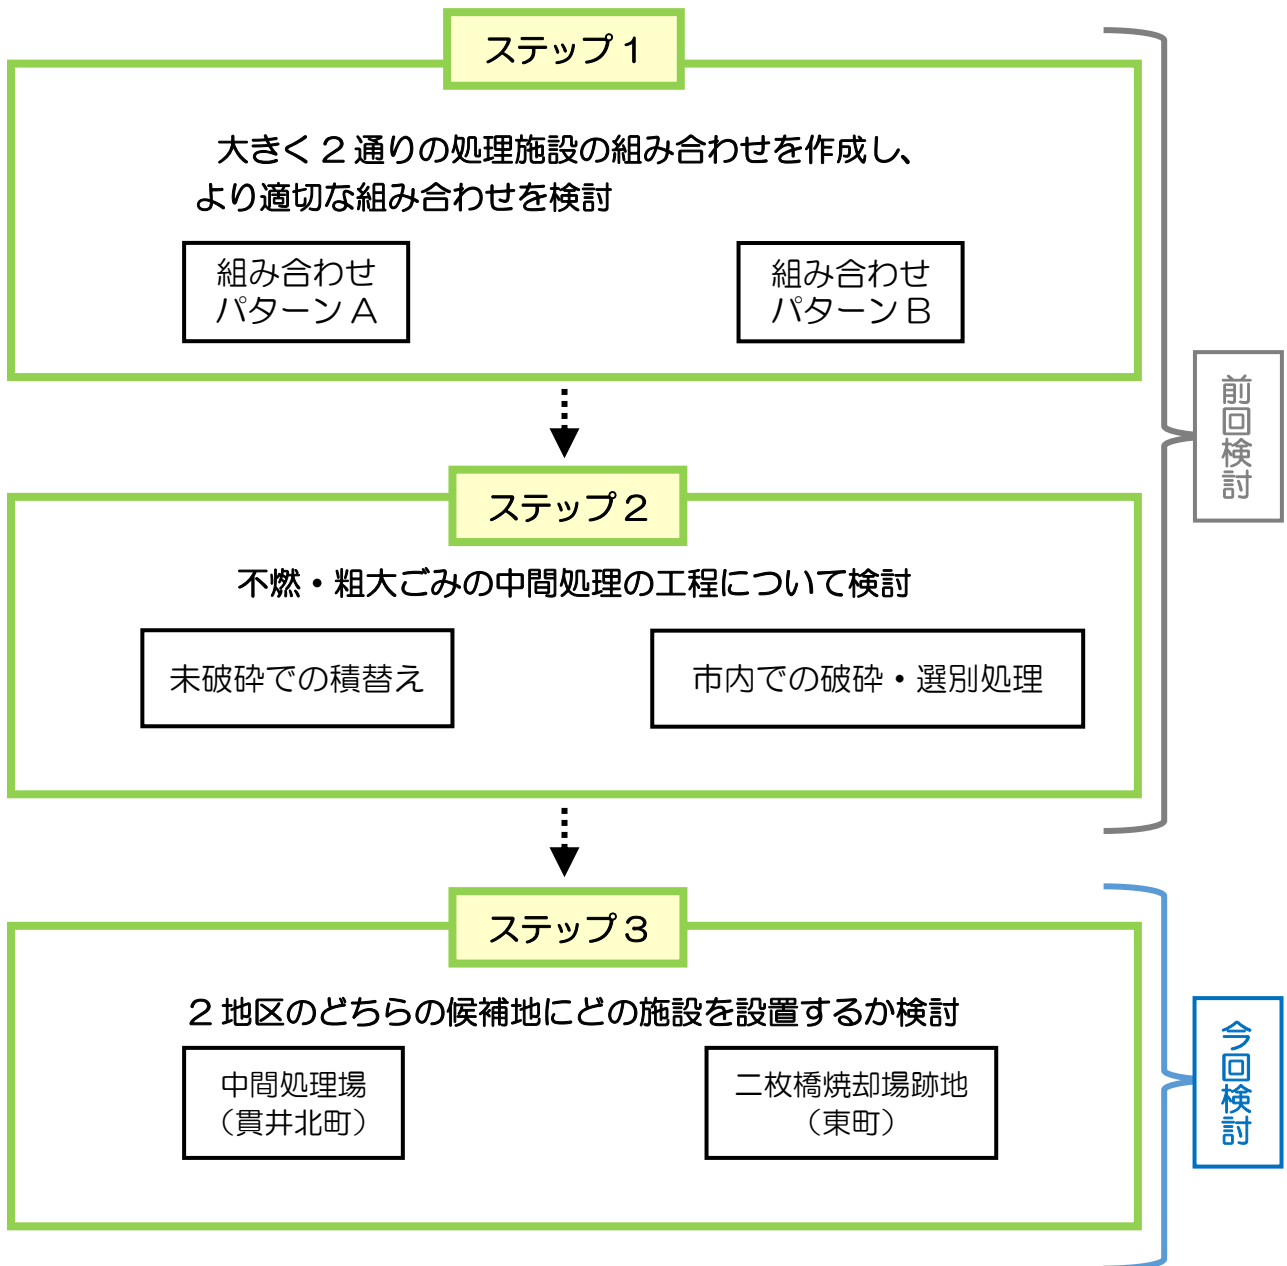 ステップ１
大きく２通りの処理施設の組み合わせを作成し、
より適切な組み合わせを検討
組み合わせ
パターンＡ
組み合わせ
パターンＢ
前回検討
ステップ２
不燃・粗大ごみの中間処理の工程について検討
未破砕での積替え
市内での破砕・選別処理
ステップ３
２地区のどちらの候補地にどの施設を設置するか検討
中間処理場
（貫井北町）
二枚橋焼却場跡地
（東町）
今回検討